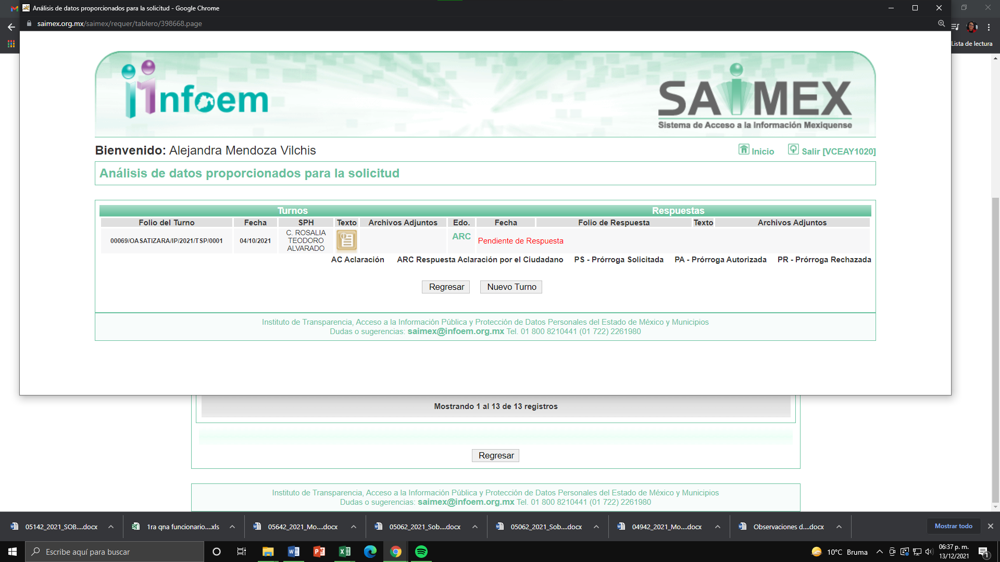 Análisis de datos proporcionados para la solicitud - Google Chrome
saimex.org.mx/saimex/requer/tablero/398668.page
Lista de lectura
infoem
SAIMEX
Sistema de Acceso a la Información Mexiquense
Bienvenido: Alejandra Mendoza Vilchis
Inicio Salir [VCEAY1020]
Análisis de datos proporcionados para la solicitud
Turnos Respuestas
Folio del Turno Fecha SPH Texto Archivos Adjuntos Edo. Fecha Folio de Respuesta Texto Archivos Adjuntos
00069/OASATIZARA/IP/2021/TSP/0001 04/10/2021 C. ROSALIA TEODORO ALVARADO ARC Pendiente de Respuesta
AC Aclaración ARC Respuesta Aclaración por el Ciudadano PS - Prórroga Solicitada PA - Prórroga Autorizada PR - Prórroga Rechazada
Regresar Nuevo Turno
Instituto de Transparencia, Acceso a la Información Pública y Protección de Datos Personales del Estado de México y Municipios
Dudas o sugerencias: saimex@infoem.org.mx Tel. 01 800 8210441 (01 722) 2261980
Mostrando 1 al 13 de 13 registros
Regresar
Instituto de Transparencia, Acceso a la Información Pública y Protección de Datos Personales del Estado de México y Municipios
Dudas o sugerencias: saimex@infoem.org.mx Tel. 01 800 8210441 (01 722) 2261980
05142_2021_SOB....docx 1ra qna funcionario....xls 05642_2021_Mo....docx 05062_2021_Sob....docx 05062_2021_Sob....docx 04942_2021_Mo....docx Observaciones d....docx Mostrar todo
Escribe aquí para buscar
10°C Bruma
06:37 p. m.
13/12/2021
1